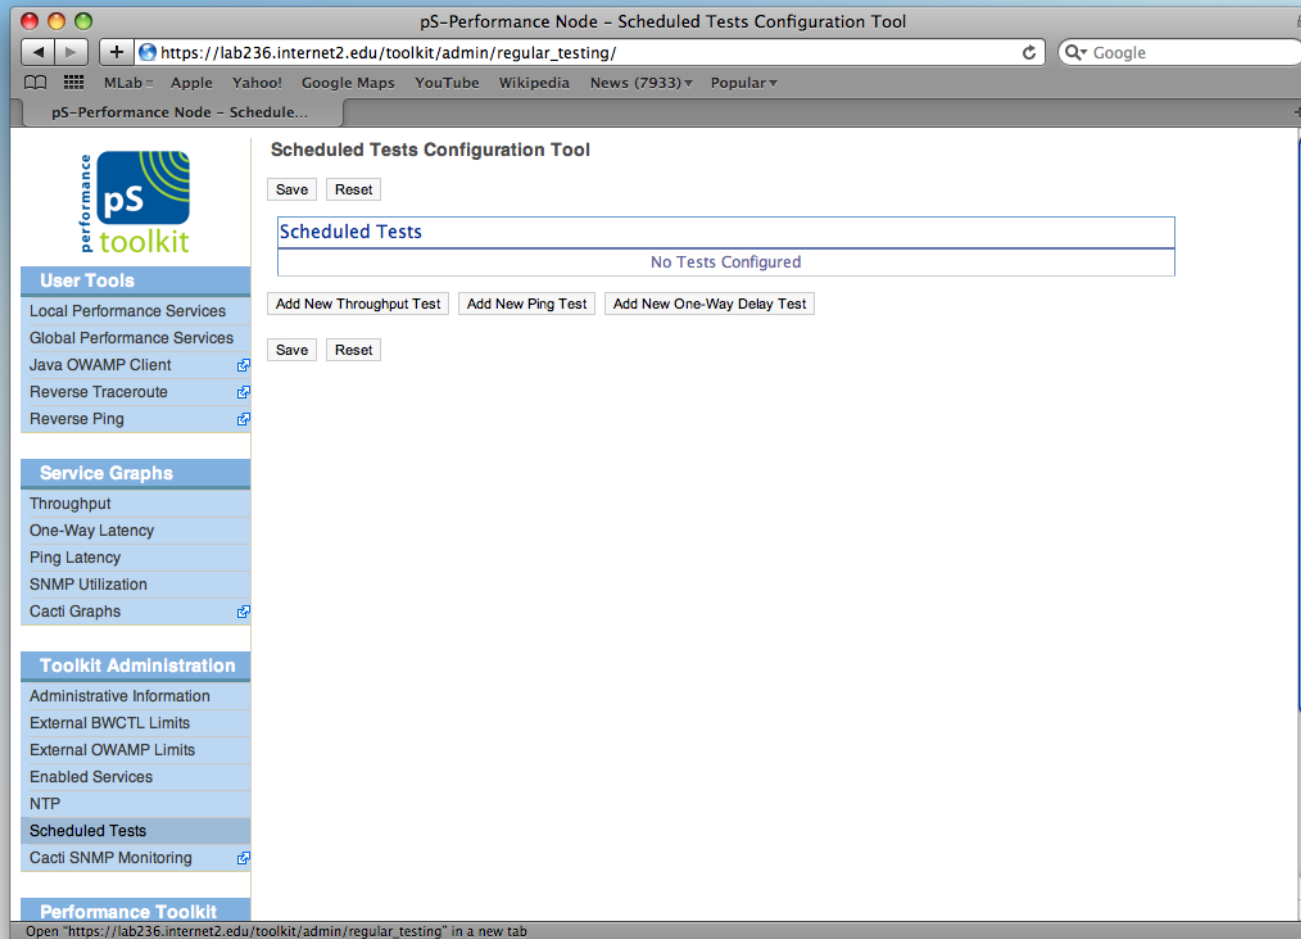 pS-Performance Node – Scheduled Tests Configuration Tool
https://lab236.internet2.edu/toolkit/admin/regular_testing/
Google
MLab Apple Yahoo! Google Maps YouTube Wikipedia News (7933) Popular
pS-Performance Node – Schedule...
performance
pS
toolkit
User Tools
Local Performance Services
Global Performance Services
Java OWAMP Client
Reverse Traceroute
Reverse Ping
Service Graphs
Throughput
One-Way Latency
Ping Latency
SNMP Utilization
Cacti Graphs
Toolkit Administration
Administrative Information
External BWCTL Limits
External OWAMP Limits
Enabled Services
NTP
Scheduled Tests
Cacti SNMP Monitoring
Performance Toolkit
Scheduled Tests Configuration Tool
Save Reset
Scheduled Tests
No Tests Configured
Add New Throughput Test Add New Ping Test Add New One-Way Delay Test
Save Reset
Open "https://lab236.internet2.edu/toolkit/admin/regular_testing" in a new tab